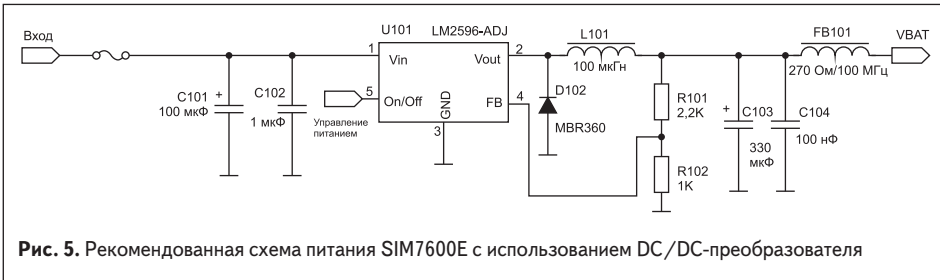 Вход
U101 LM2596-ADJ
L101
FB101
VBAT
1
Vin
Vout
2
100 мкГн
270 Ом/100 МГц
C101
+
100 мкФ
C102
1 мкФ
5
On/Off
FB
4
GND
3
Управление
питанием
D102
MBR360
R101
2,2K
R102
1K
+
C103
330
мкФ
C104
100 нФ
Рис. 5. Рекомендованная схема питания SIM7600E с использованием DC/DC-преобразователя